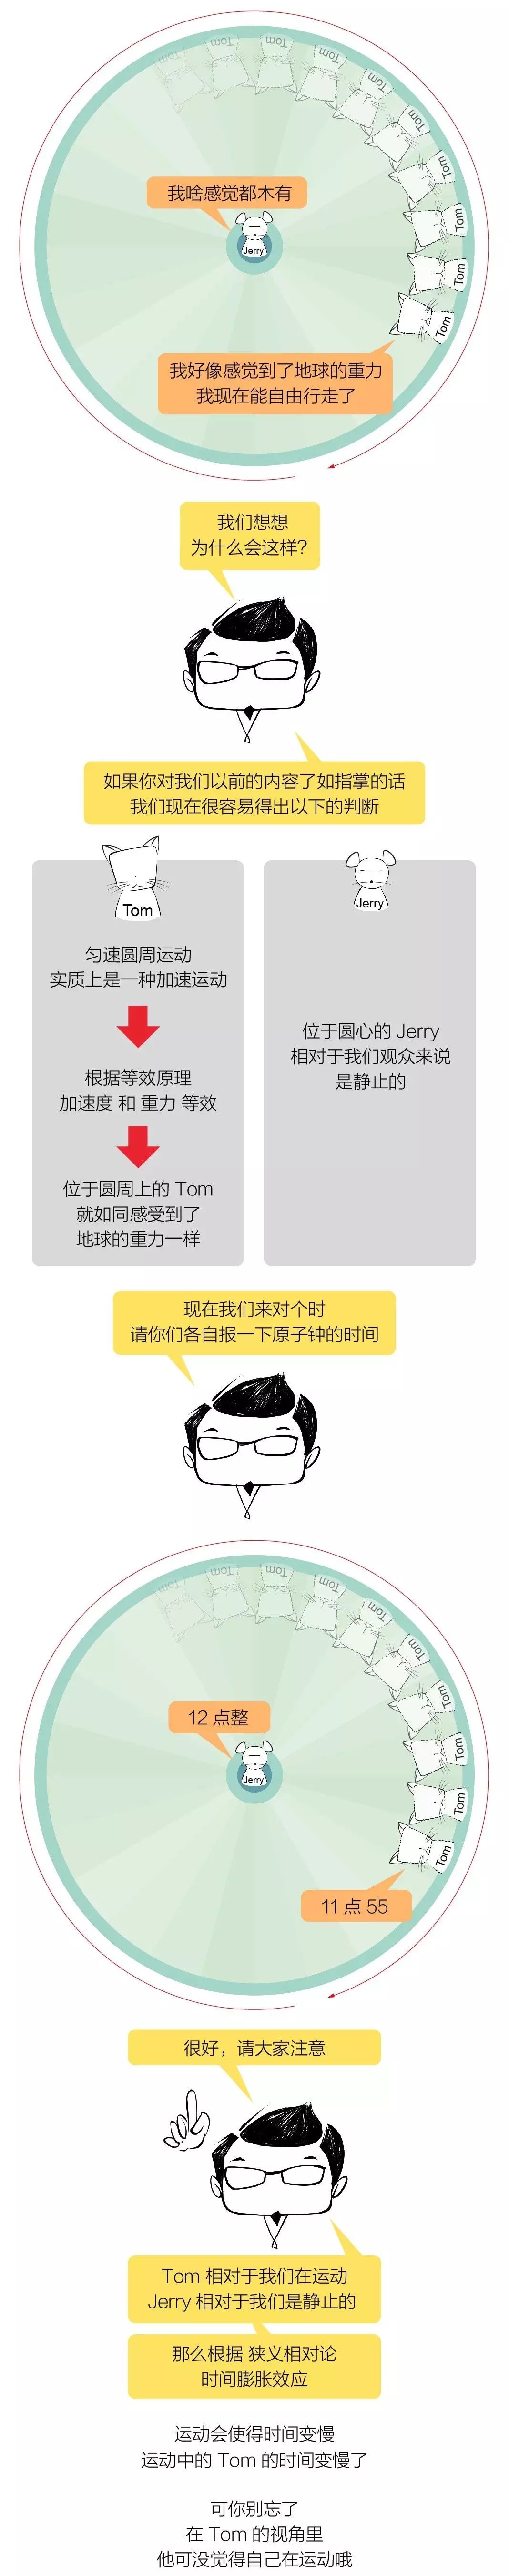 Tom
Tom
Tom
Tom
Tom
Tom
Tom
Tom
Tom
Tom
我啥感觉都木有
Jerry
我好像感觉到了地球的重力
我现在能自由行走了
我们想想
为什么会这样?
如果你对我们以前的内容了如指掌的话
我们现在很容易得出以下的判断
Tom
匀速圆周运动
实质上是一种加速运动
根据等效原理
加速度 和 重力 等效
位于圆周上的 Tom
就如同感受到了
地球的重力一样
Jerry
位于圆心的 Jerry
相对于我们观众来说
是静止的
现在我们来对个时
请你们各自报一下原子钟的时间
Tom
Tom
Tom
Tom
Tom
Tom
Tom
Tom
Tom
Tom
12 点整
Jerry
11 点 55
很好，请大家注意
Tom 相对于我们在运动
Jerry 相对于我们是静止的
那么根据 狭义相对论
时间膨胀效应
运动会使得时间变慢
运动中的 Tom 的时间变慢了
可你别忘了
在 Tom 的视角里
他可没觉得自己在运动哦